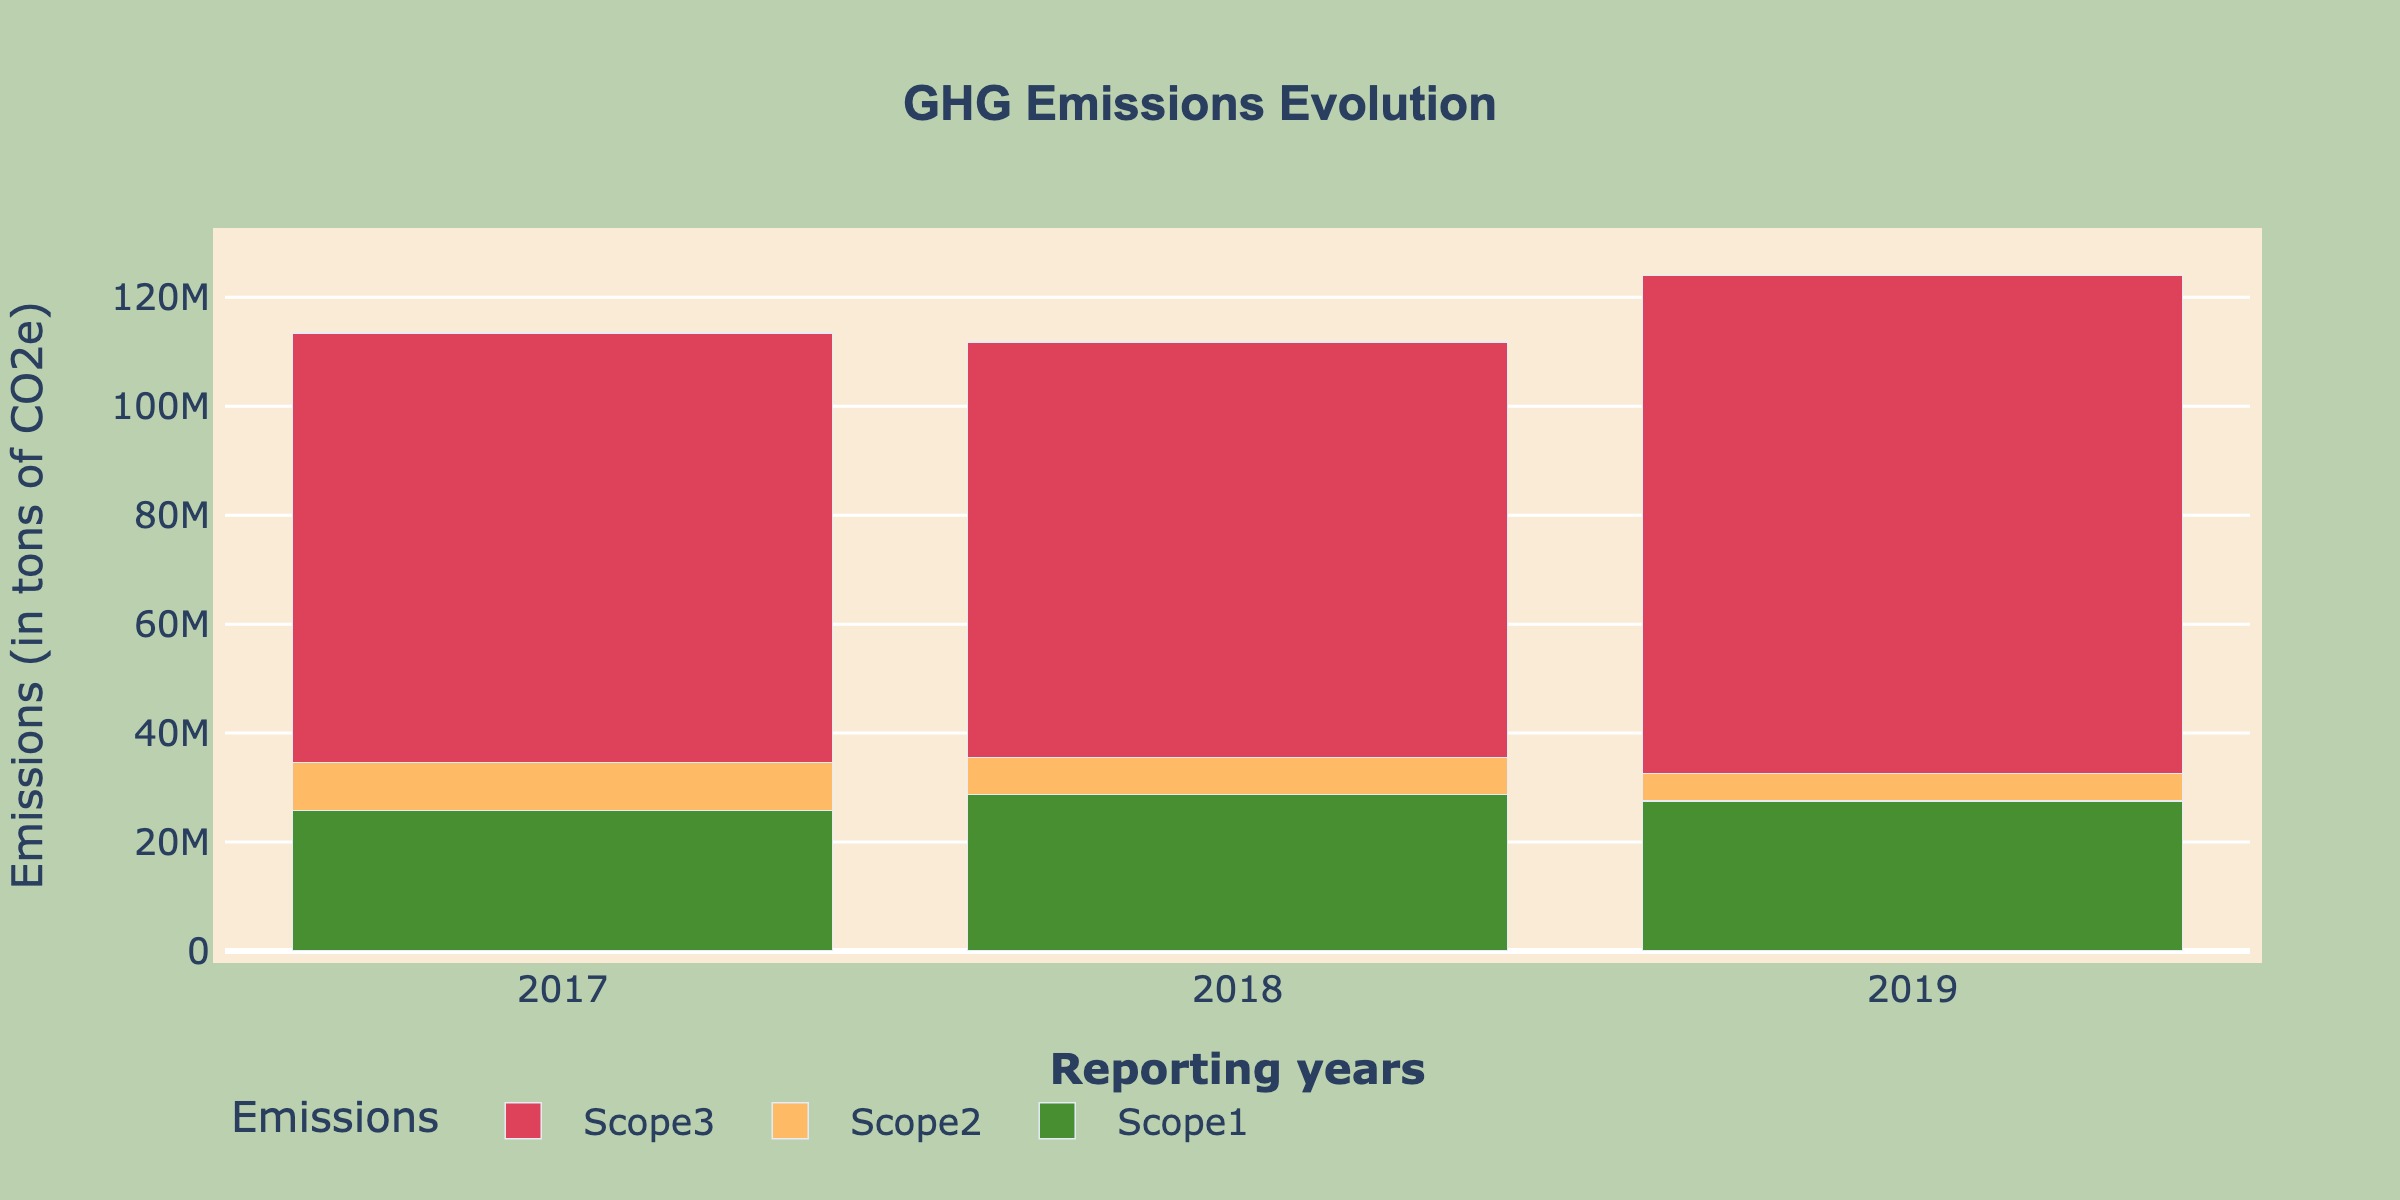 GHG Emissions Evolution
Emissions (in tons of CO2e)
120M
100M
80M
60M
40M
20M
0
2017 2018 2019
Reporting years
Emissions Scope3 Scope2 Scope1